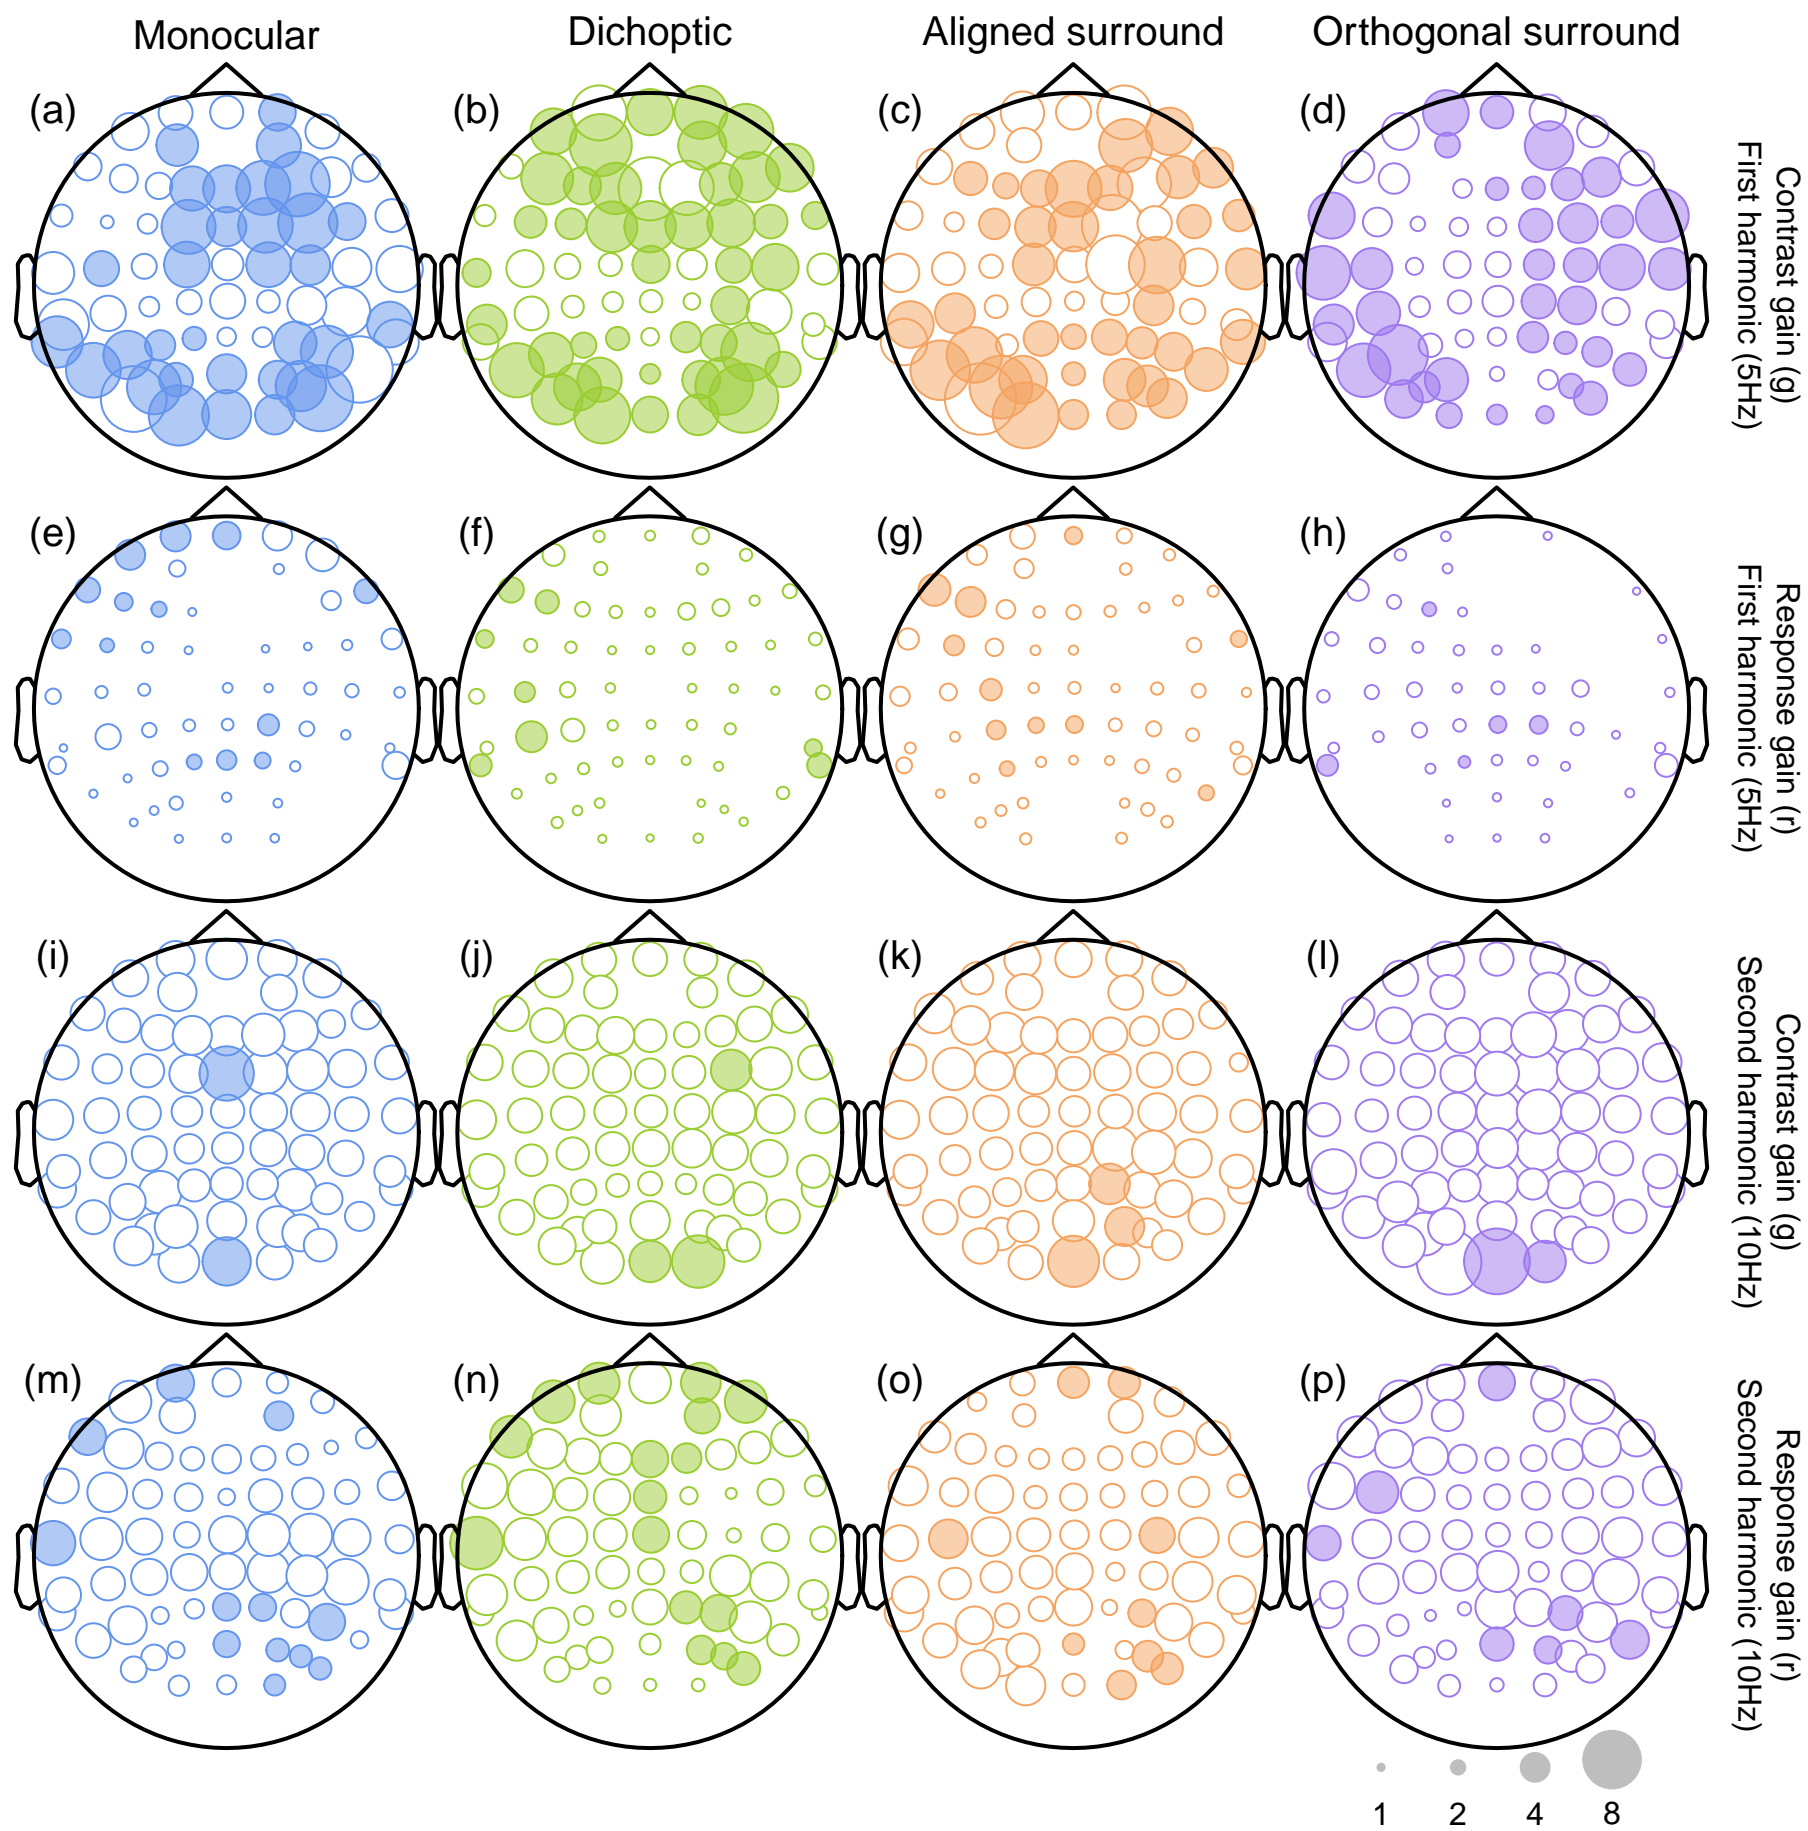 Monocular
Dichoptic
Aligned surround
Orthogonal surround
(a)
(b)
(c)
(d)
Contrast gain (g)
First harmonic (5Hz)
(e)
(f)
(g)
(h)
Response gain (r)
First harmonic (5Hz)
(i)
(j)
(k)
(l)
Contrast gain (g)
Second harmonic (10Hz)
(m)
(n)
(o)
(p)
Response gain (r)
Second harmonic (10Hz)
1 2 4 8